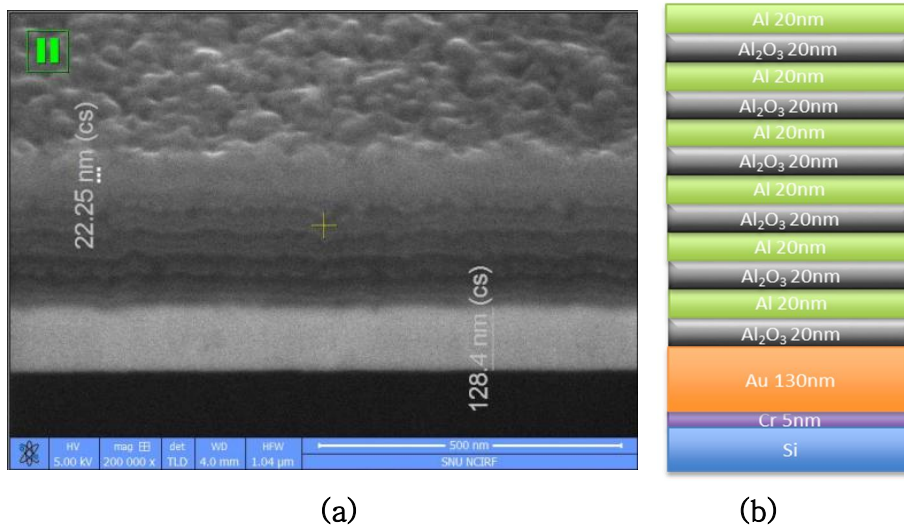 22.25 nm (cs)
128.4 nm (cs)
HV
mag
det
WD
HFW
500 nm
5.00 kV
200 000 x
TLD
4.0 mm
1.04 µm
SNU NCIRF
Al 20nm
Al₂O₃ 20nm
Al 20nm
Al₂O₃ 20nm
Al 20nm
Al₂O₃ 20nm
Al 20nm
Al₂O₃ 20nm
Al 20nm
Al₂O₃ 20nm
Al 20nm
Al₂O₃ 20nm
Au 130nm
Cr 5nm
Si
(a)
(b)